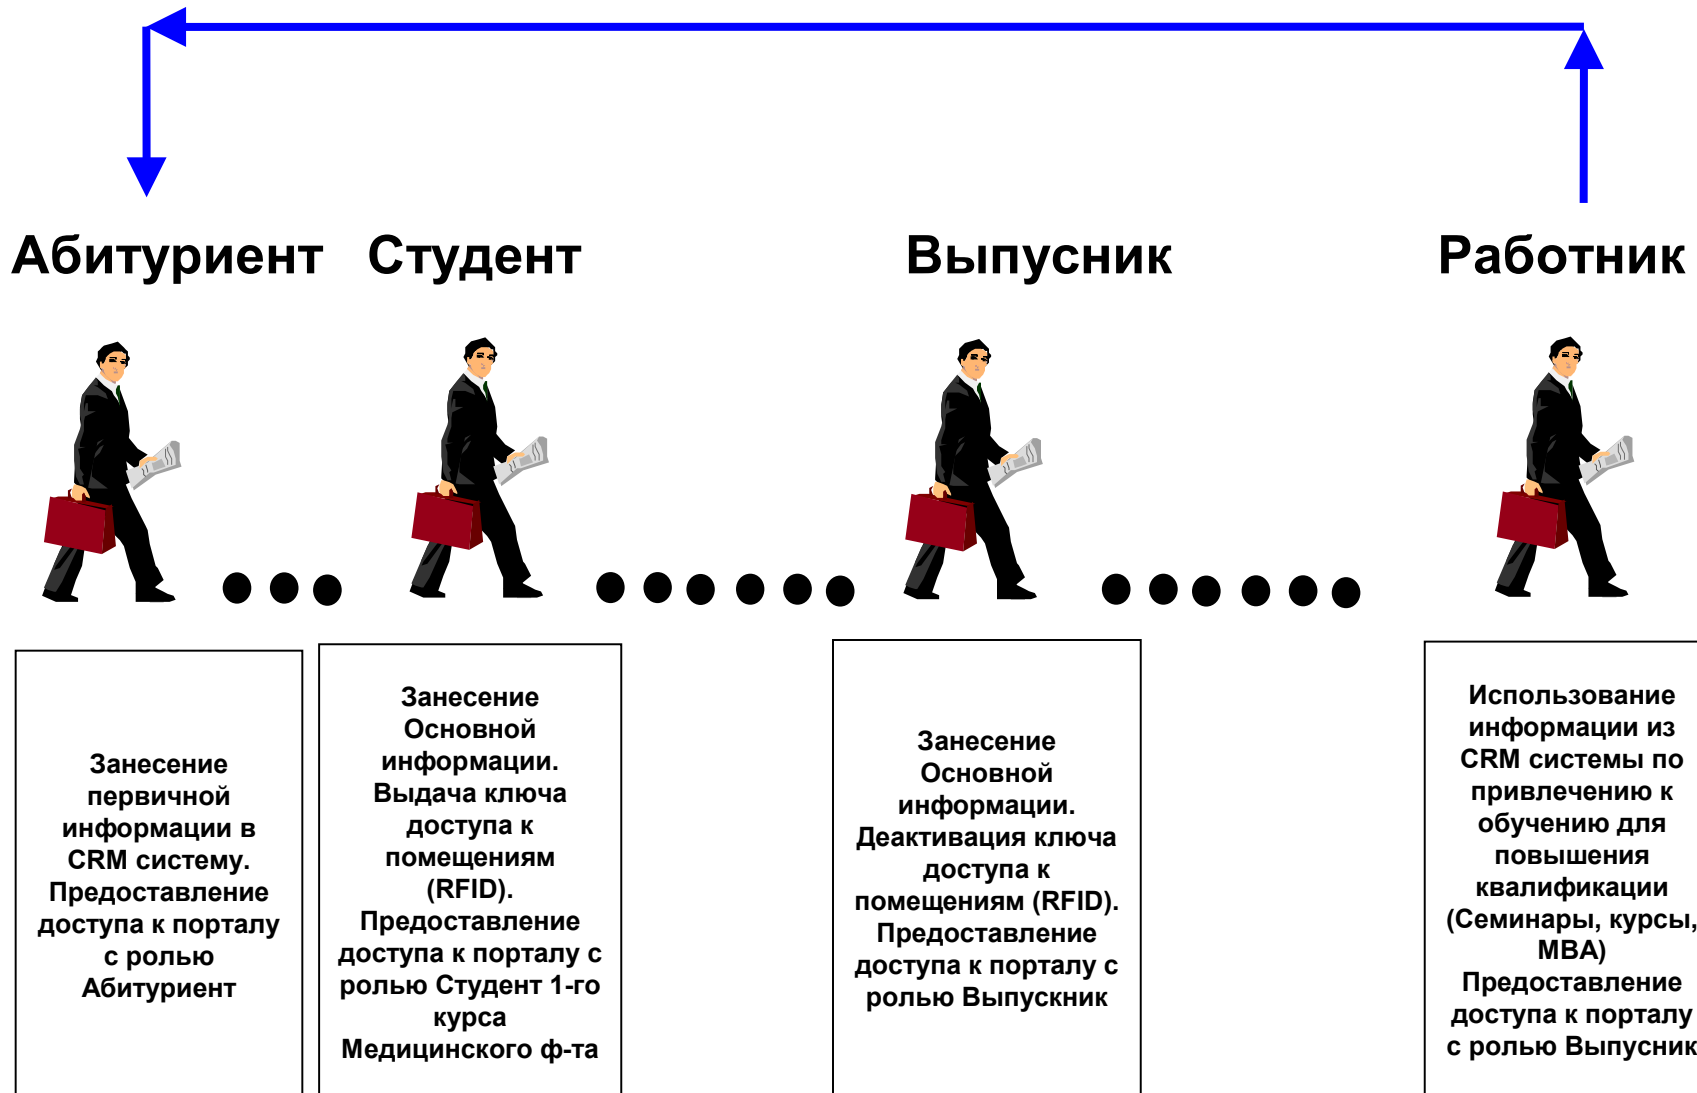 Абитуриент
Студент
Выпусник
Работник
Занесение
первичной
информации в
CRM систему.
Предоставление
доступа к порталу
с ролью
Абитуриент
Занесение
Основной
информации.
Выдача ключа
доступа к
помещениям
(RFID).
Предоставление
доступа к порталу с
ролью Студент 1-го
курса
Медицинского ф-та
Занесение
Основной
информации.
Деактивация ключа
доступа к
помещениям (RFID).
Предоставление
доступа к порталу с
ролью Выпускник
Использование
информации из
CRM системы по
привлечению к
обучению для
повышения
квалификации
(Семинары, курсы,
MBA)
Предоставление
доступа к порталу
с ролью Выпусник